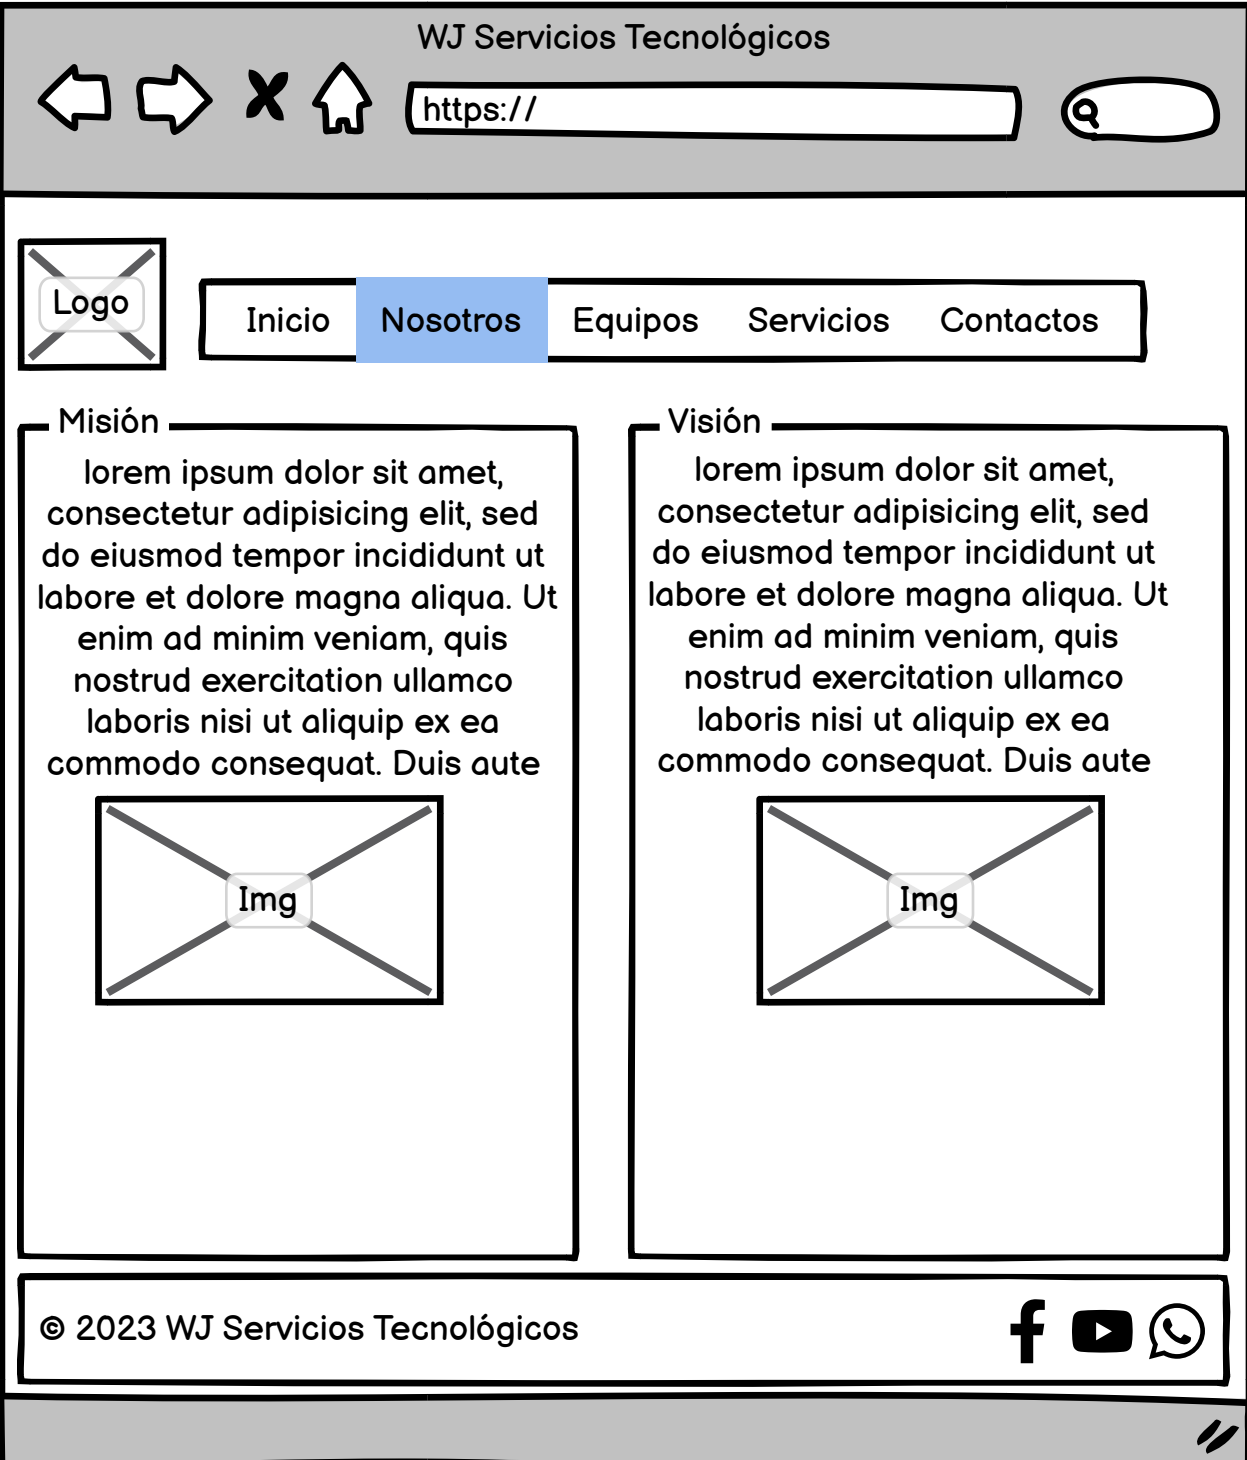 WJ Servicios Tecnológicos
https://
Logo
Inicio Nosotros Equipos Servicios Contactos
Misión
lorem ipsum dolor sit amet,
consectetur adipisicing elit, sed
do eiusmod tempor incididunt ut
labore et dolore magna aliqua. Ut
enim ad minim veniam, quis
nostrud exercitation ullamco
laboris nisi ut aliquip ex ea
commodo consequat. Duis aute
Img
Visión
lorem ipsum dolor sit amet,
consectetur adipisicing elit, sed
do eiusmod tempor incididunt ut
labore et dolore magna aliqua. Ut
enim ad minim veniam, quis
nostrud exercitation ullamco
laboris nisi ut aliquip ex ea
commodo consequat. Duis aute
Img
© 2023 WJ Servicios Tecnológicos